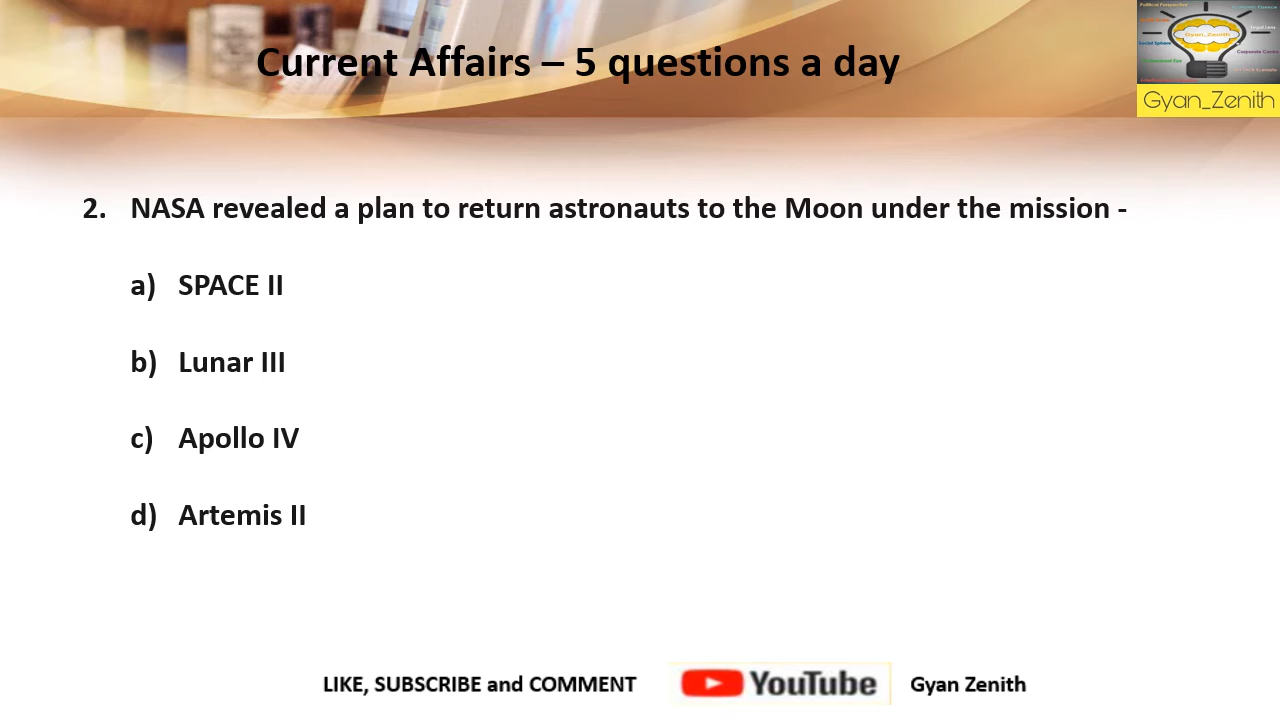 Current Affairs – 5 questions a day
Gyan_Zenith
Gyan_Zenith
2. NASA revealed a plan to return astronauts to the Moon under the mission -
a) SPACE II
b) Lunar III
c) Apollo IV
d) Artemis II
LIKE, SUBSCRIBE and COMMENT YouTube Gyan Zenith